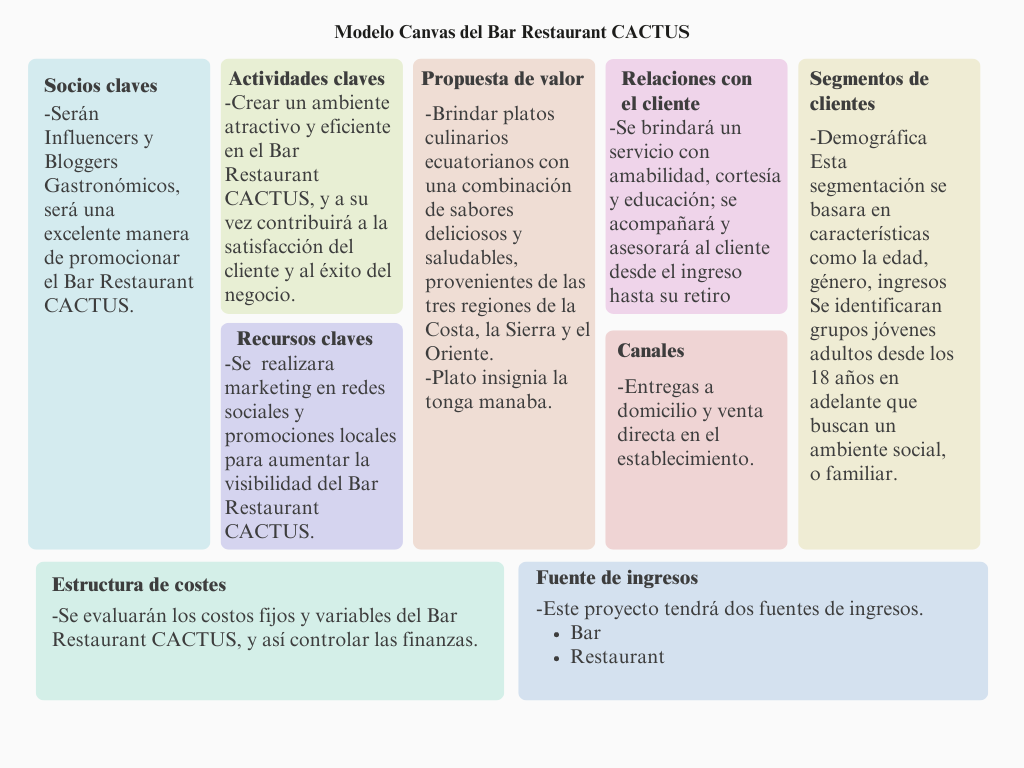 Modelo Canvas del Bar Restaurant CACTUS
Socios claves
-Serán
Influencers y
Bloggers
Gastronómicos,
será una
excelente manera
de promocionar
el Bar Restaurant
CACTUS.
Actividades claves
-Crear un ambiente
atractivo y eficiente
en el Bar
Restaurant
CACTUS, y a su
vez contribuirá a la
satisfacción del
cliente y al éxito del
negocio.
Recursos claves
-Se realizara
marketing en redes
sociales y
promociones locales
para aumentar la
visibilidad del Bar
Restaurant
CACTUS.
Propuesta de valor
-Brindar platos
culinarios
ecuatorianos con
una combinación
de sabores
deliciosos y
saludables,
provenientes de las
tres regiones de la
Costa, la Sierra y el
Oriente.
-Plato insignia la
tonga manaba.
Relaciones con
el cliente
-Se brindará un
servicio con
amabilidad, cortesía
y educación; se
acompañará y
asesorará al cliente
desde el ingreso
hasta su retiro
Canales
-Entregas a
domicilio y venta
directa en el
establecimiento.
Segmentos de
clientes
-Demográfica
Esta
segmentación se
basara en
características
como la edad,
género, ingresos
Se identificaran
grupos jóvenes
adultos desde los
18 años en
adelante que
buscan un
ambiente social,
o familiar.
Estructura de costes
-Se evaluarán los costos fijos y variables del Bar
Restaurant CACTUS, y así controlar las finanzas.
Fuente de ingresos
-Este proyecto tendrá dos fuentes de ingresos.
• Bar
• Restaurant